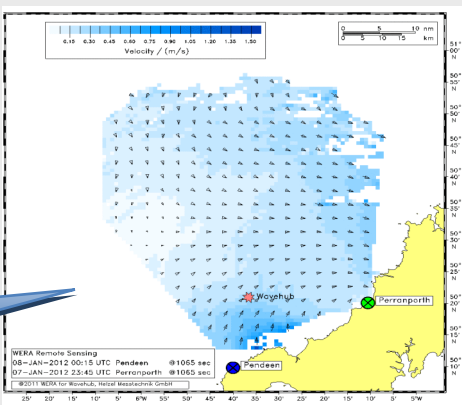 0.15 0.30 0.45 0.60 0.75 0.90 1.05 1.20 1.35 1.50
Velocity / (m/s)
0 5 10 nm
0 5 10 15 km
51°
00'
N
50°
55'
N
50°
50'
N
50°
45'
N
50°
40'
N
50°
35'
N
50°
30'
N
50°
25'
N
50°
20'
N
50°
15'
N
50°
10'
N
Wavehub
Perranporth
Pendeen
WERA Remote Sensing
08-JAN-2012 00:15 UTC Pendeen @1065 sec
07-JAN-2012 23:45 UTC Perranporth @1065 sec
©2011 WERA for Wavehub, Helzel Messtechnik GmbH
25' 20' 15' 10' 5' 6°W 55' 50' 45' 40' 35' 30' 25' 20' 15' 10' 5' 5°W